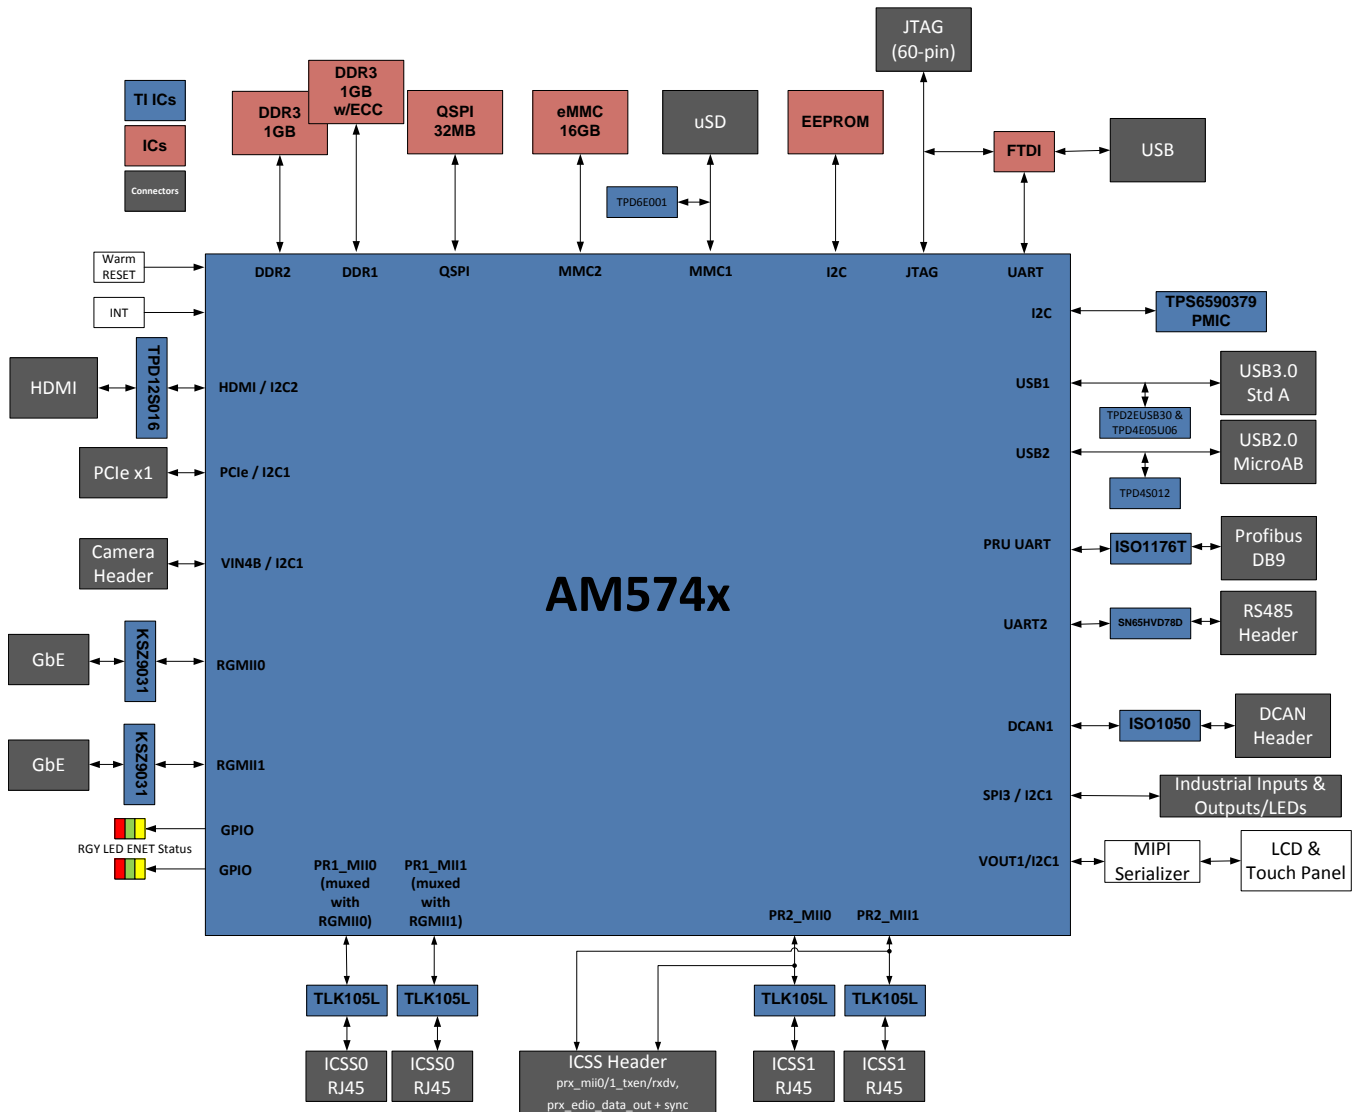 JTAG
(60-pin)
DDR3
1GB
w/ECC
TI ICs
DDR3
1GB
QSPI
32MB
eMMC
16GB
uSD
EEPROM
ICs
FTDI
USB
Connectors
TPD6E001
Warm
RESET
DDR2
DDR1
QSPI
MMC2
MMC1
I2C
JTAG
UART
INT
I2C
TPS6590379
PMIC
HDMI
TPD12S016
HDMI / I2C2
USB1
USB3.0
Std A
TPD2EUSB30 &
TPD4E05U06
PCIe x1
PCIe / I2C1
USB2
USB2.0
MicroAB
TPD4S012
Camera
Header
VIN4B / I2C1
PRU UART
ISO1176T
Profibus
DB9
AM574x
UART2
SN65HVD78D
RS485
Header
GbE
KSZ9031
RGMII0
DCAN1
ISO1050
DCAN
Header
GbE
KSZ9031
RGMII1
SPI3 / I2C1
Industrial Inputs &
Outputs/LEDs
GPIO
RGY LED ENET Status
GPIO
VOUT1/I2C1
MIPI
Serializer
LCD &
Touch Panel
PR1_MII0
(muxed
with
RGMII0)
PR1_MII1
(muxed
with
RGMII1)
PR2_MII0
PR2_MII1
TLK105L
TLK105L
TLK105L
TLK105L
ICSS0
RJ45
ICSS0
RJ45
ICSS Header
prx_mii0/1_txen/rxdv,
prx_edio_data_out + sync
ICSS1
RJ45
ICSS1
RJ45